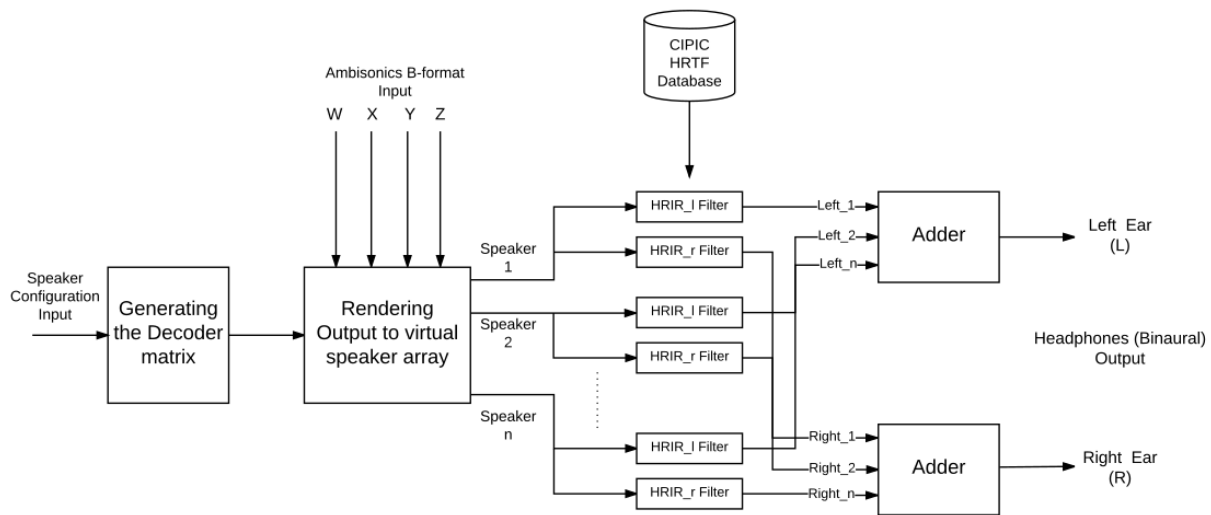 CIPIC
HRTF
Database
Ambisonics B-format
Input
W X Y Z
HRIR_l Filter
Left_1
HRIR_r Filter
Left_2
Adder
Left Ear
(L)
Speaker
1
Left_n
Speaker
Configuration
Input
Generating
the Decoder
matrix
Rendering
Output to virtual
speaker array
HRIR_l Filter
Speaker
2
HRIR_r Filter
Headphones (Binaural)
Output
Speaker
n
HRIR_l Filter
Right_1
HRIR_r Filter
Right_2
Right_n
Adder
Right Ear
(R)